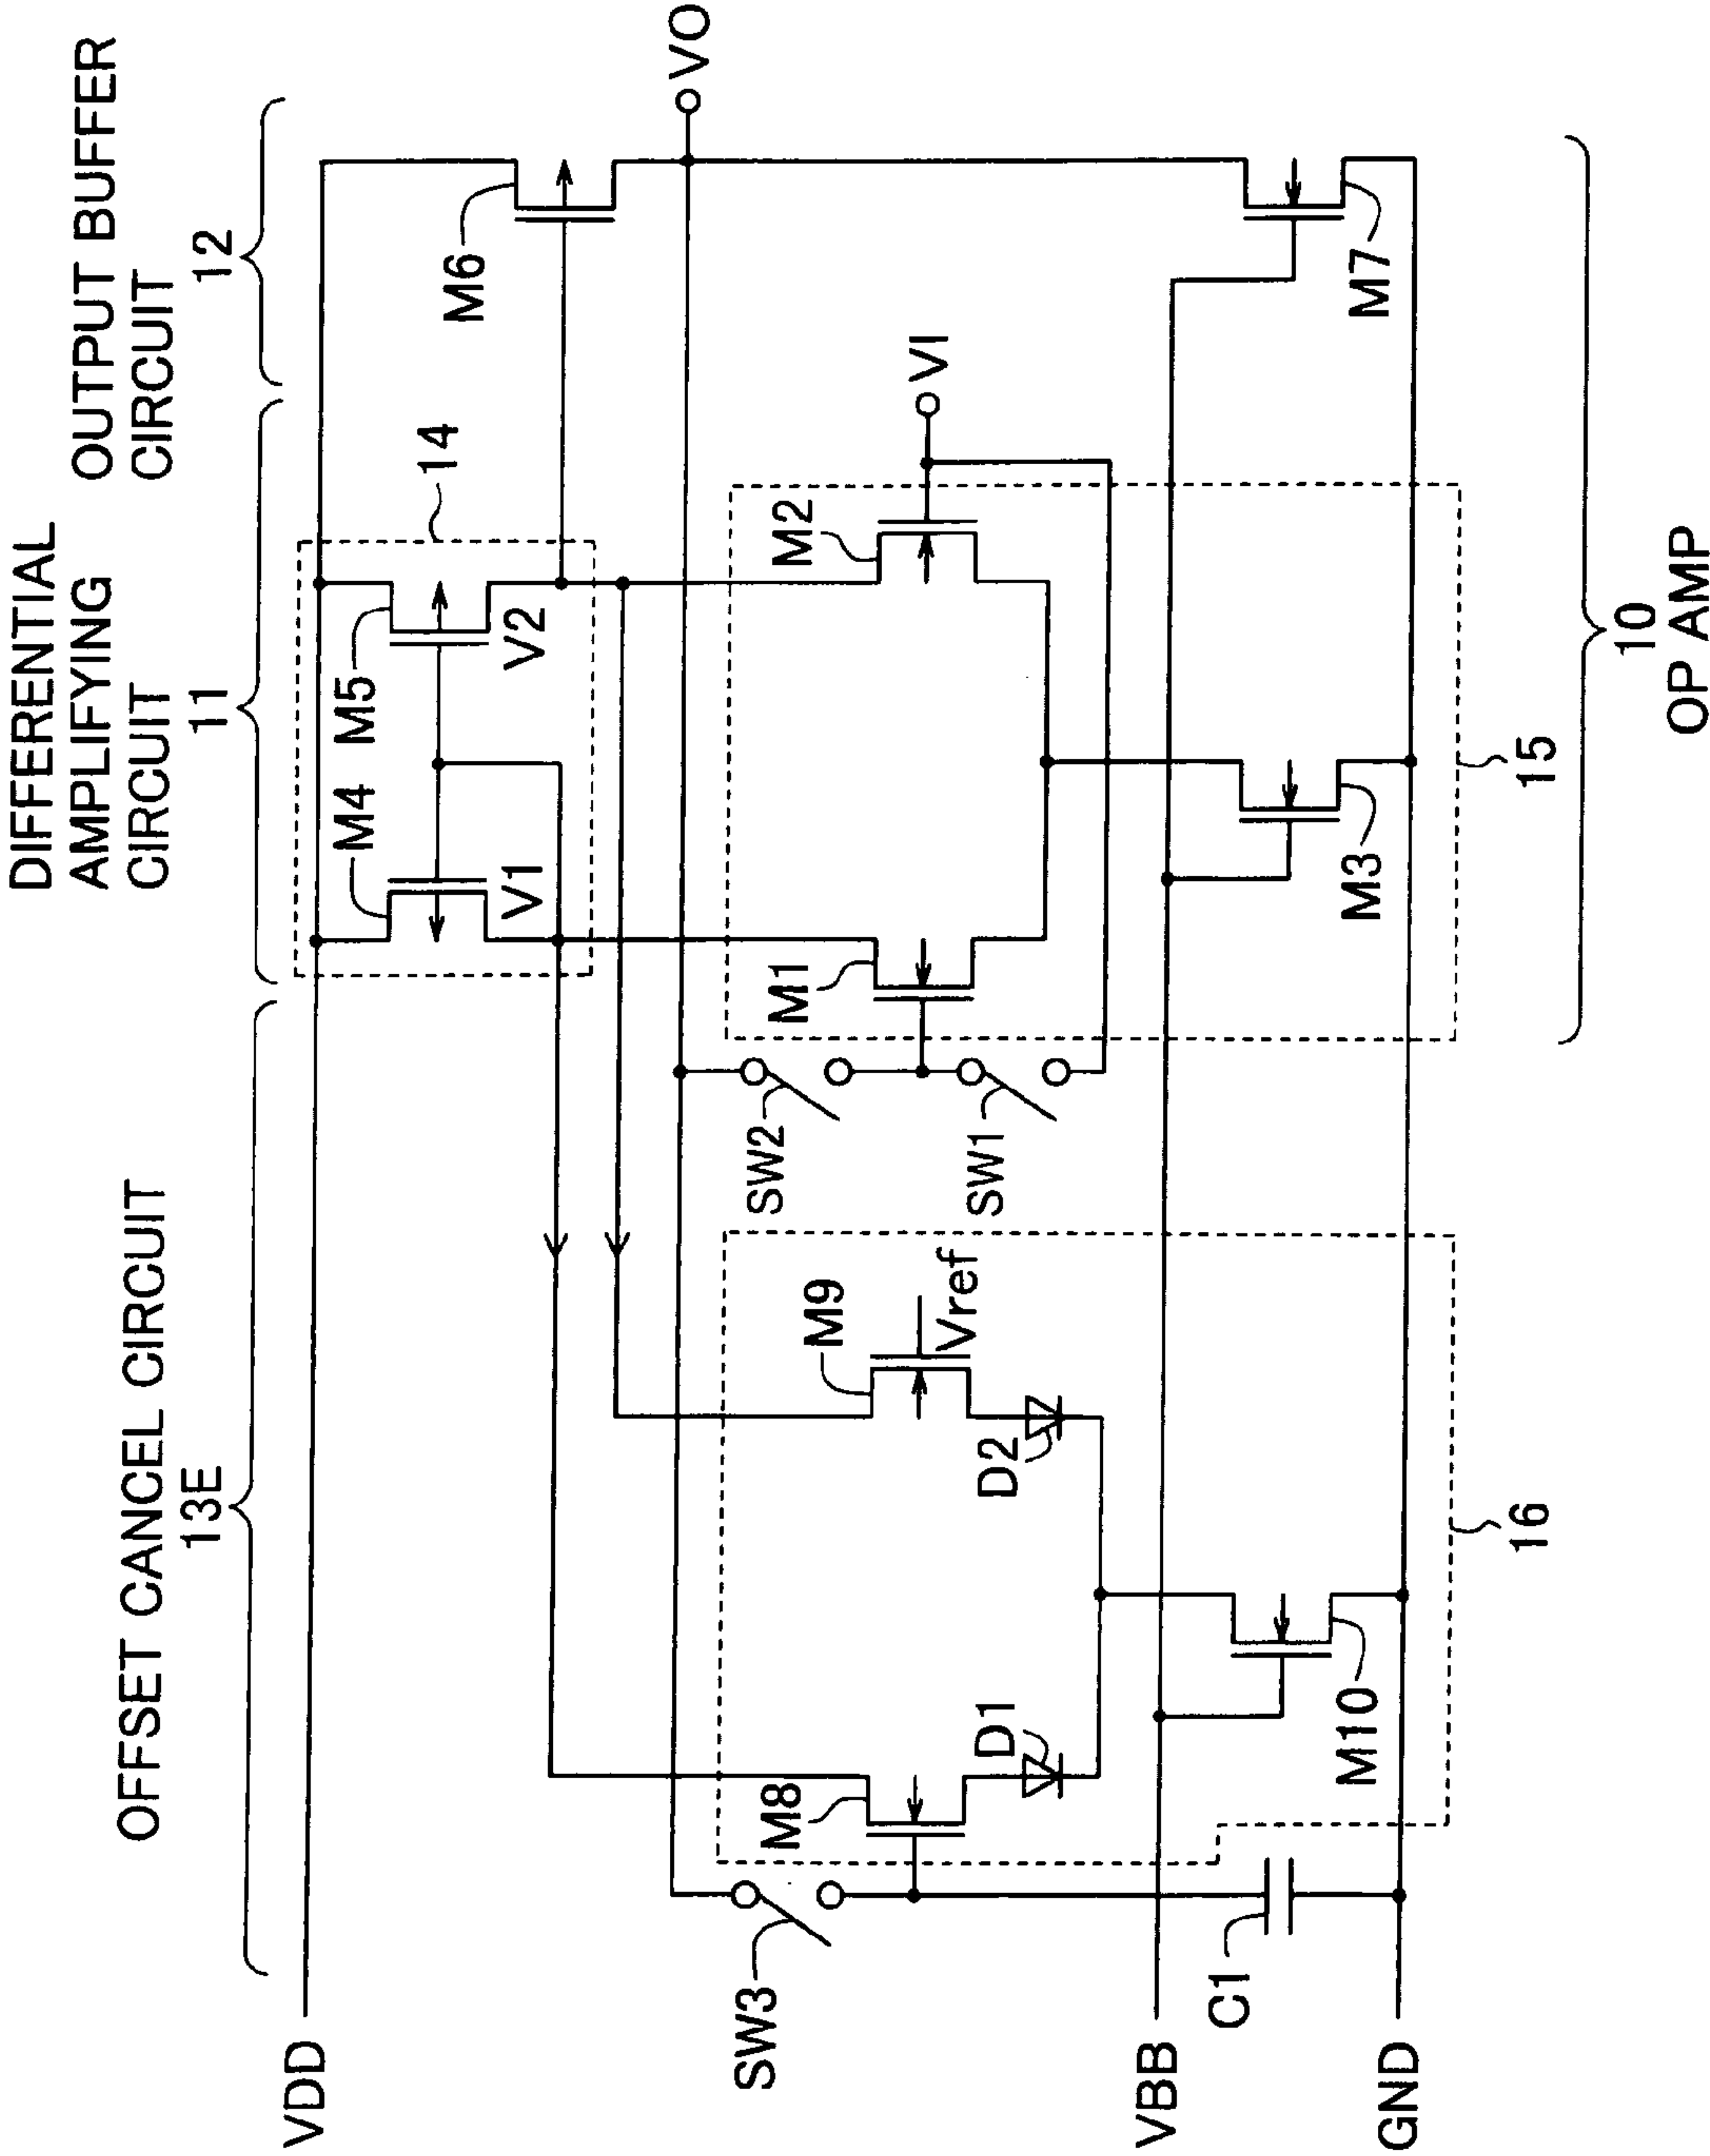 OFFSET CANCEL CIRCUIT
13E
DIFFERENTIAL
AMPLIFYING
CIRCUIT
11
OUTPUT BUFFER
CIRCUIT
12
VDD
M4
M5
14
V1
V2
M6
VO
SW3
M8
M9
Vref
SW2
SW1
M1
M2
VI
D1
D2
VBB
C1
M10
M3
M7
GND
16
15
10
OP AMP